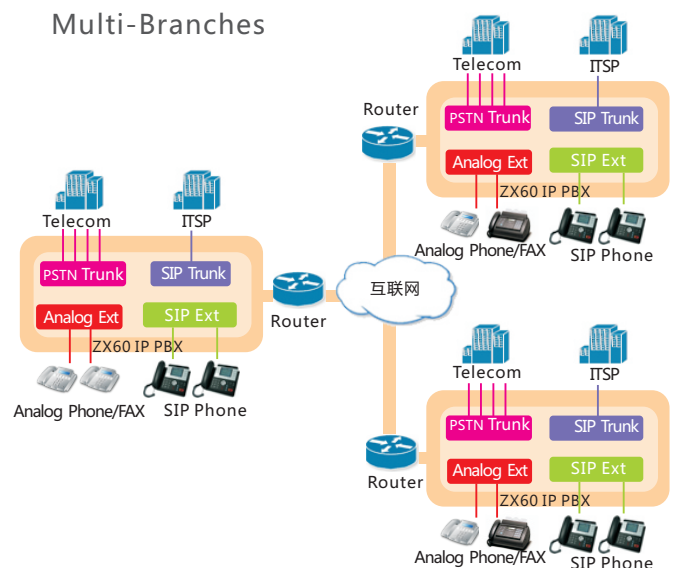 Multi-Branches
Telecom
ITSP
Router
PSTN Trunk
SIP Trunk
Analog Ext
SIP Ext
ZX60 IP PBX
Analog Phone/FAX
SIP Phone
Telecom
ITSP
PSTN Trunk
SIP Trunk
Analog Ext
SIP Ext
ZX60 IP PBX
Analog Phone/FAX
SIP Phone
Router
互联网
Telecom
ITSP
Router
PSTN Trunk
SIP Trunk
Analog Ext
SIP Ext
ZX60 IP PBX
Analog Phone/FAX
SIP Phone